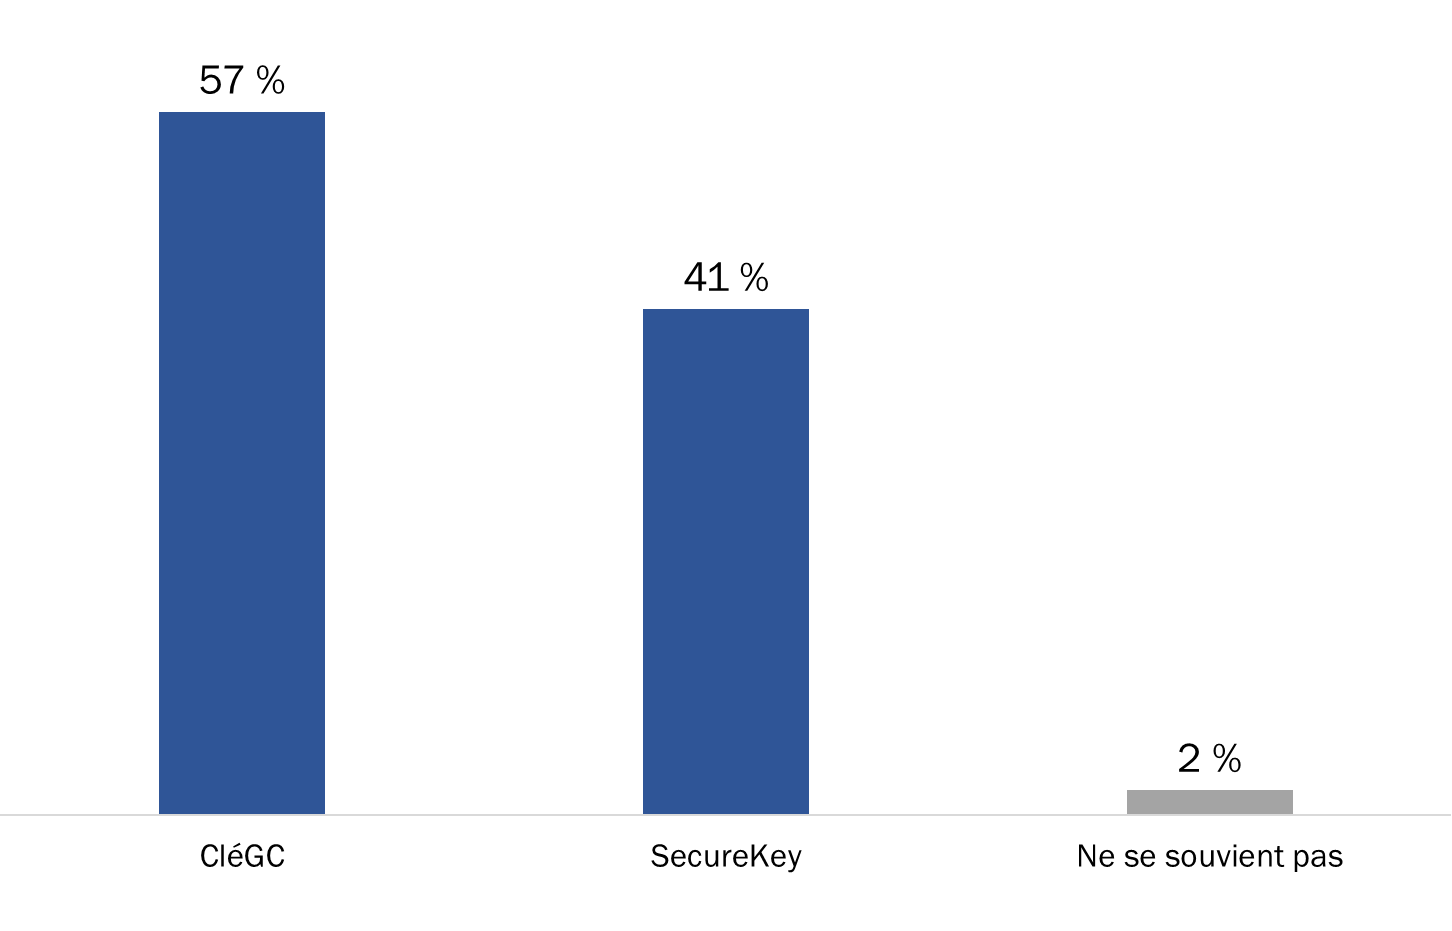 57 %
41 %
2 %
CléGC
SecureKey
Ne se souvient pas